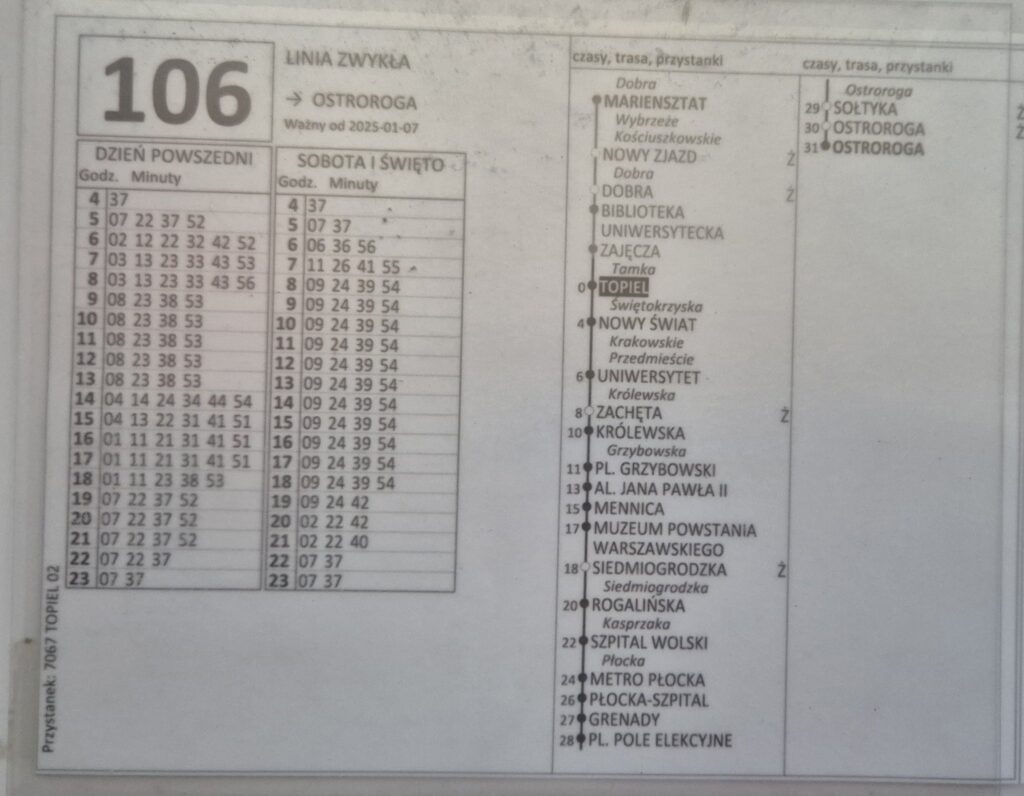 106
LINIA ZWYKŁA
→ OSTROROGA
Ważny od 2025-01-07
DZIEŃ POWSZEDNI
Godz. Minuty
4 37
5 07 22 37 52
6 02 12 22 32 42 52
7 03 13 23 33 43 53
8 03 13 23 33 43 56
9 08 23 38 53
10 08 23 38 53
11 08 23 38 53
12 08 23 38 53
13 08 23 38 53
14 04 14 24 34 44 54
15 04 13 22 31 41 51
16 01 11 21 31 41 51
17 01 11 21 31 41 51
18 01 11 23 38 53
19 07 22 37 52
20 07 22 37 52
21 07 22 37 52
22 07 22 37
23 07 37
SOBOTA I ŚWIĘTO
Godz. Minuty
4 37
5 07 37
6 06 36 56
7 11 26 41 55
8 09 24 39 54
9 09 24 39 54
10 09 24 39 54
11 09 24 39 54
12 09 24 39 54
13 09 24 39 54
14 09 24 39 54
15 09 24 39 54
16 09 24 39 54
17 09 24 39 54
18 09 24 39 54
19 09 24 42
20 02 22 42
21 02 22 40
22 07 37
23 07 37
Przystanek: 7067 TOPIEL 02
czasy, trasa, przystanki
Dobra
MARIENSZTAT
Wybrzeże
Kościuszkowskie
NOWY ZJAZD Ż
Dobra
DOBRA Ż
BIBLIOTEKA
UNIWERSYTECKA
ZAJĘCZA
Tamka
0 TOPIEL
Świętokrzyska
4 NOWY ŚWIAT
Krakowskie
Przedmieście
6 UNIWERSYTET
Królewska
8 ZACHĘTA Ż
10 KRÓLEWSKA
Grzybowska
11 PL. GRZYBOWSKI
13 AL. JANA PAWŁA II
15 MENNICA
17 MUZEUM POWSTANIA
WARSZAWSKIEGO
18 SIEDMIOGRODZKA Ż
Siedmiogrodzka
20 ROGALIŃSKA
Kasprzaka
22 SZPITAL WOLSKI
Płocka
24 METRO PŁOCKA
26 PŁOCKA-SZPITAL
27 GRENADY
28 PL. POLE ELEKCYJNE
czasy, trasa, przystanki
Ostroroga
29 SOŁTYKA Ż
30 OSTROROGA Ż
31 OSTROROGA